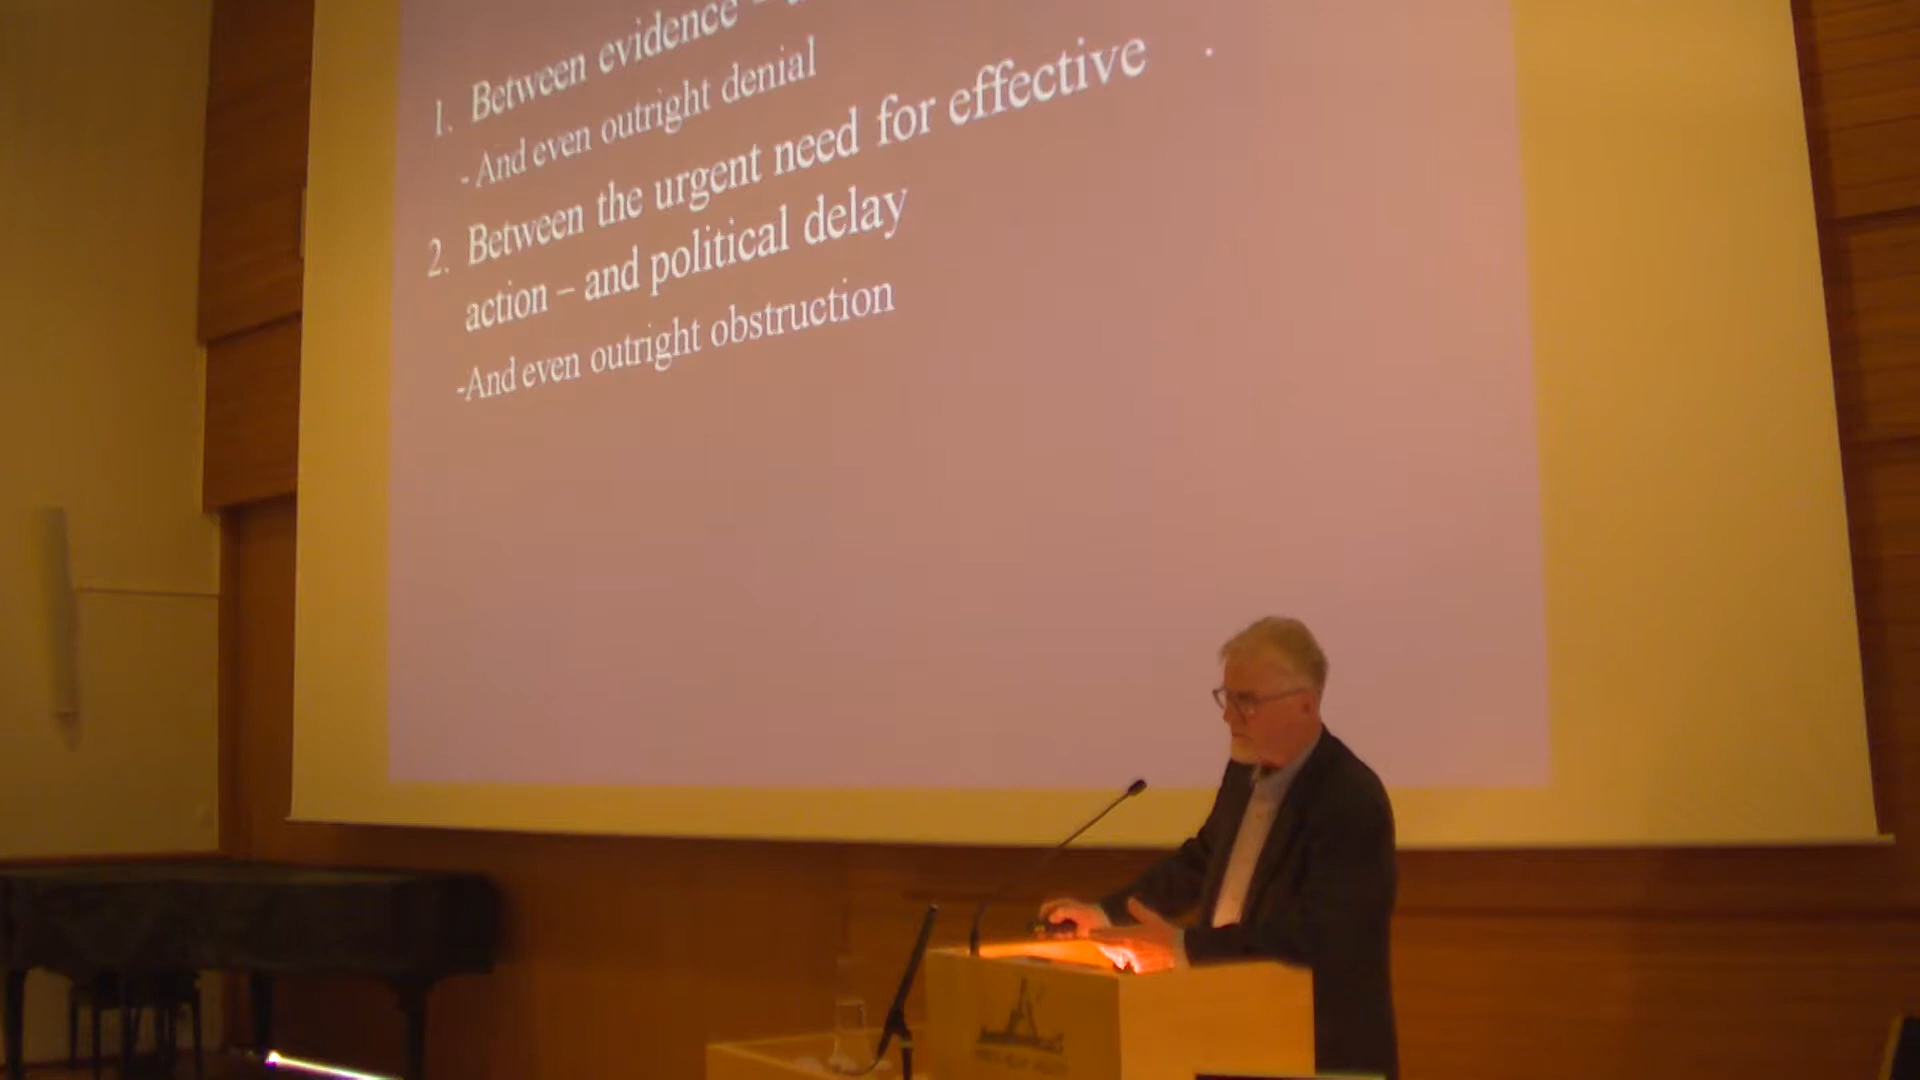 1. Between evidence –
- And even outright denial
2. Between the urgent need for effective
action – and political delay
-And even outright obstruction